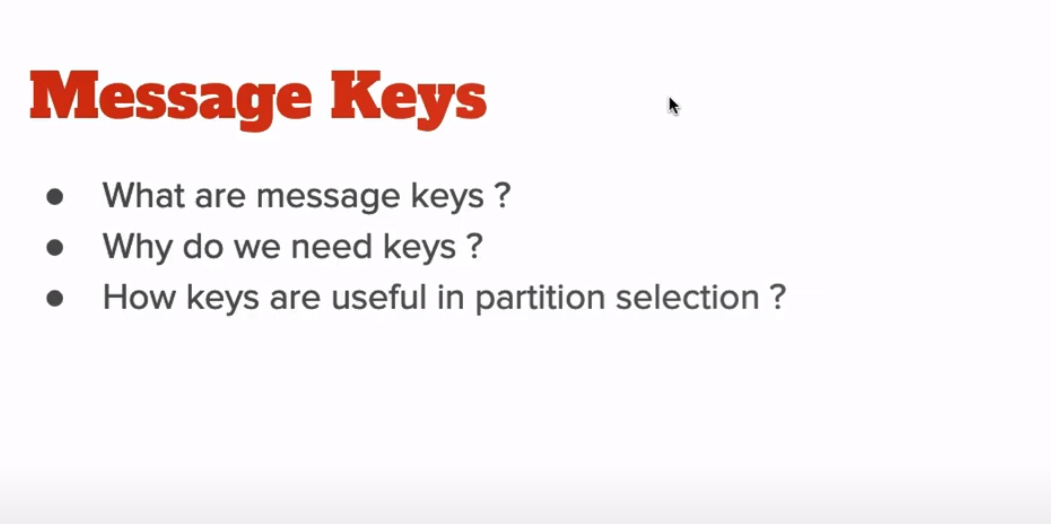 Message Keys
● What are message keys ?
● Why do we need keys ?
● How keys are useful in partition selection ?